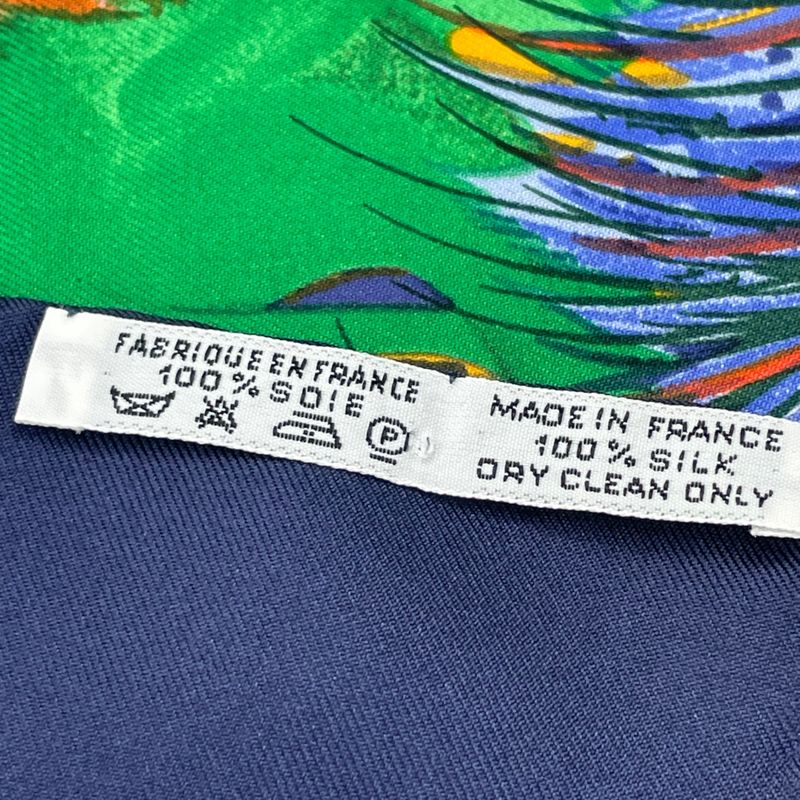 FABRIQUE EN FRANCE
100% SOIE
P
MADE IN FRANCE
100% SILK
DRY CLEAN ONLY